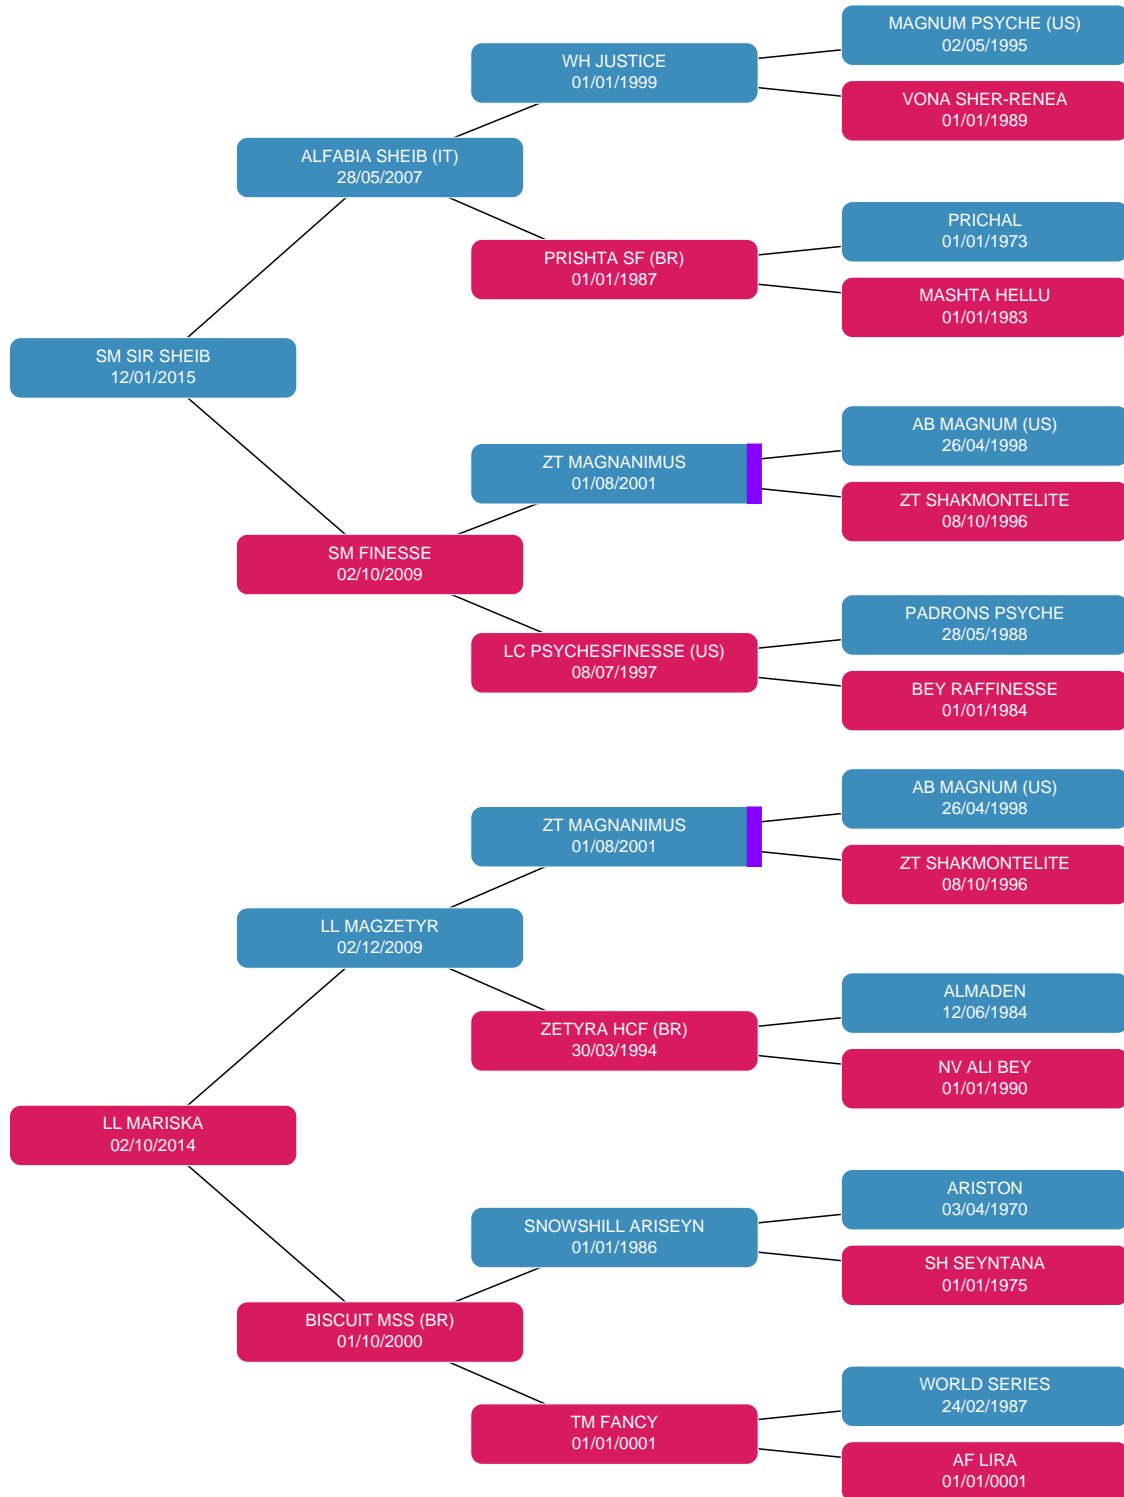 MAGNUM PSYCHE (US)
02/05/1995
WH JUSTICE
01/01/1999
VONA SHER-RENEA
01/01/1989
ALFABIA SHEIB (IT)
28/05/2007
PRICHAL
01/01/1973
PRISHTA SF (BR)
01/01/1987
MASHTA HELLU
01/01/1983
SM SIR SHEIB
12/01/2015
AB MAGNUM (US)
26/04/1998
ZT MAGNANIMUS
01/08/2001
ZT SHAKMONTELITE
08/10/1996
SM FINESSE
02/10/2009
PADRONS PSYCHE
28/05/1988
LC PSYCHESFINESSE (US)
08/07/1997
BEY RAFFINESSE
01/01/1984
AB MAGNUM (US)
26/04/1998
ZT MAGNANIMUS
01/08/2001
ZT SHAKMONTELITE
08/10/1996
LL MAGZETYR
02/12/2009
ALMADEN
12/06/1984
ZETYRA HCF (BR)
30/03/1994
NV ALI BEY
01/01/1990
LL MARISKA
02/10/2014
ARISTON
03/04/1970
SNOWSHILL ARISEYN
01/01/1986
SH SEYNTANA
01/01/1975
BISCUIT MSS (BR)
01/10/2000
WORLD SERIES
24/02/1987
TM FANCY
01/01/0001
AF LIRA
01/01/0001